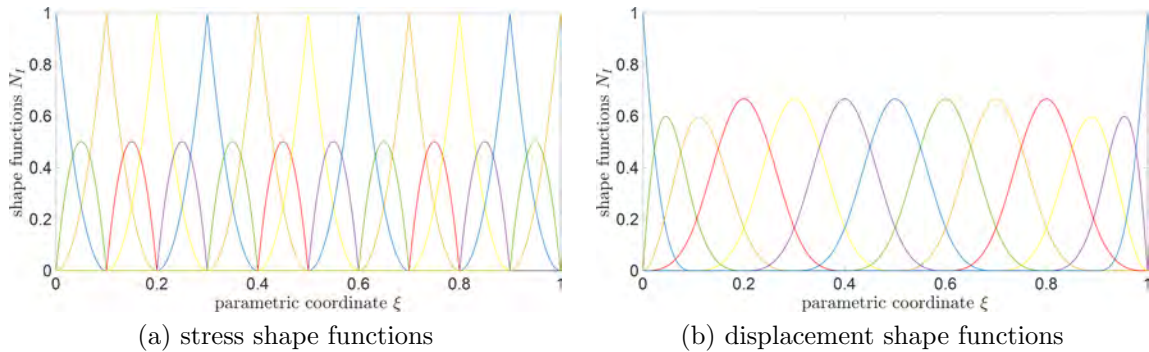 1
0.8
0.6
0.4
0.2
0
shape functions N_I
0 0.2 0.4 0.6 0.8 1
parametric coordinate ξ
(a) stress shape functions
1
0.8
0.6
0.4
0.2
0
shape functions N_I
0 0.2 0.4 0.6 0.8 1
parametric coordinate ξ
(b) displacement shape functions